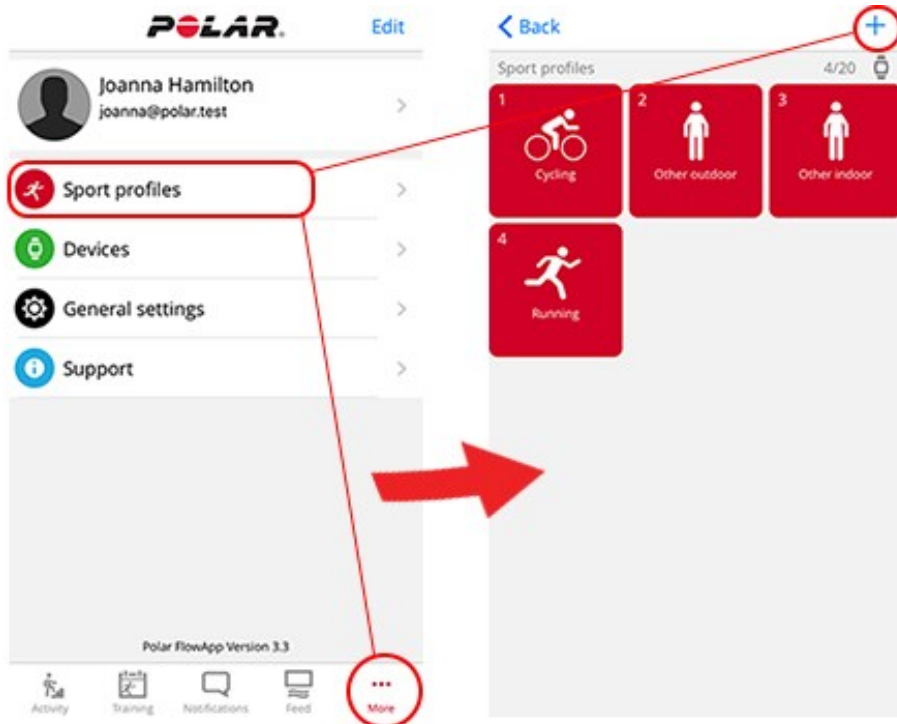 POLAR.
Edit
Joanna Hamilton
joanna@polar.test
Sport profiles
Devices
General settings
Support
Polar FlowApp Version 3.3
Activity
Training
Notifications
Feed
More
Back
Sport profiles
4/20
1
Cycling
2
Other outdoor
3
Other indoor
4
Running